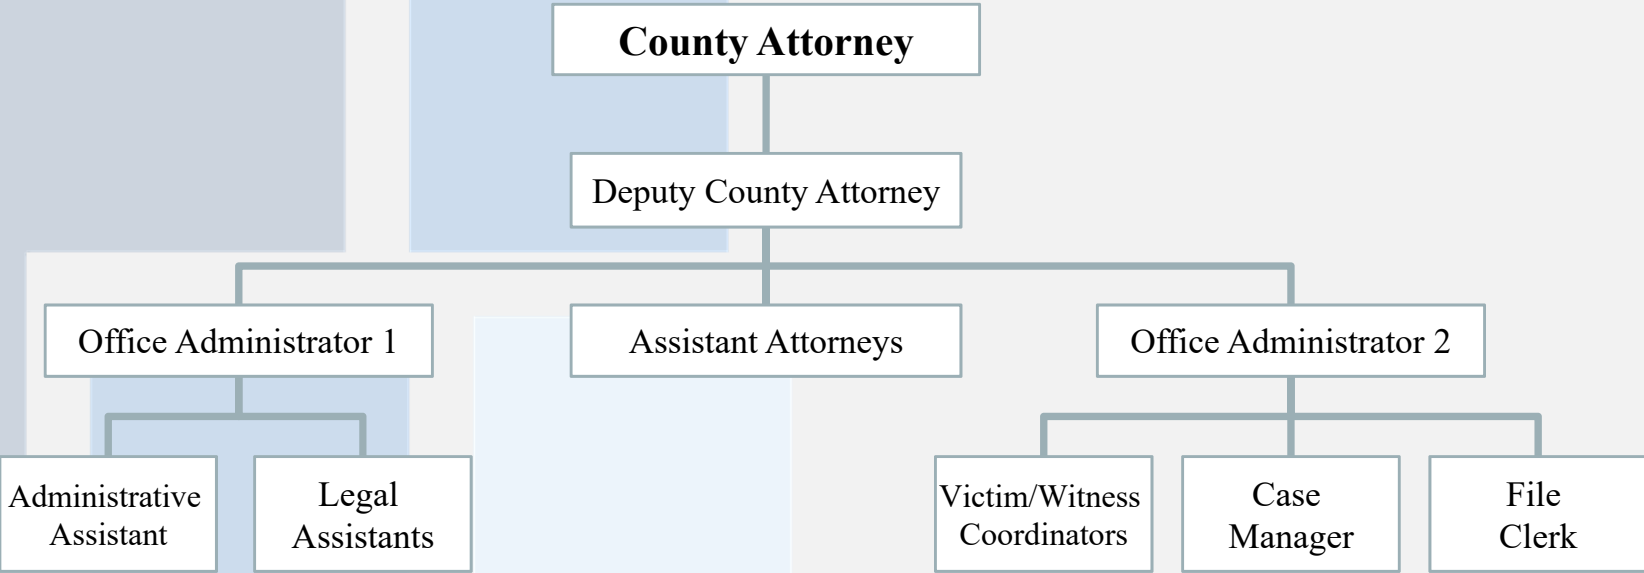 County Attorney
Deputy County Attorney
Office Administrator 1
Assistant Attorneys
Office Administrator 2
Administrative
Assistant
Legal
Assistants
Victim/Witness
Coordinators
Case
Manager
File
Clerk